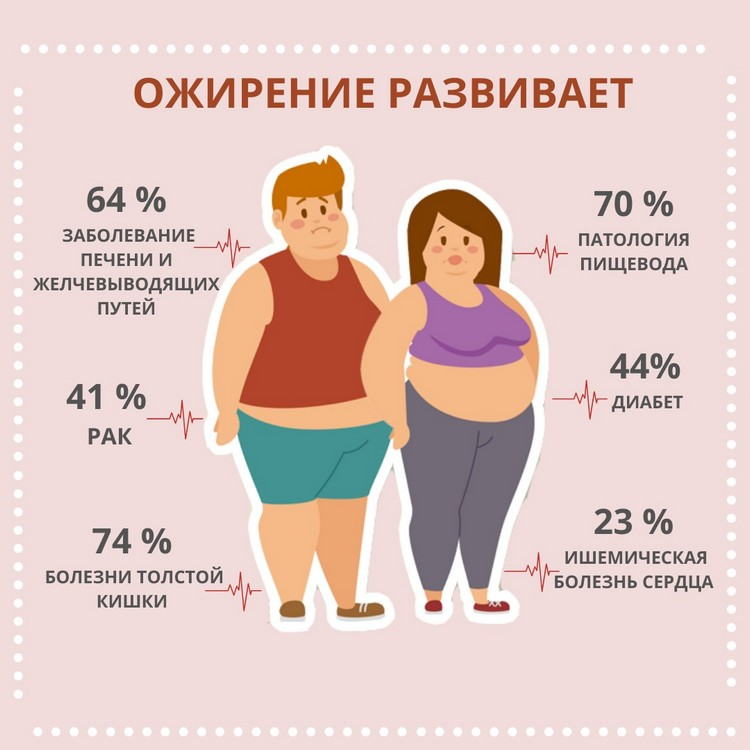 ОЖИРЕНИЕ РАЗВИВАЕТ
64 %
ЗАБОЛЕВАНИЕ
ПЕЧЕНИ И
ЖЕЛЧЕВЫВОДЯЩИХ
ПУТЕЙ
41 %
РАК
74 %
БОЛЕЗНИ ТОЛСТОЙ
КИШКИ
70 %
ПАТОЛОГИЯ
ПИЩЕВОДА
44%
ДИАБЕТ
23 %
ИШЕМИЧЕСКАЯ
БОЛЕЗНЬ СЕРДЦА